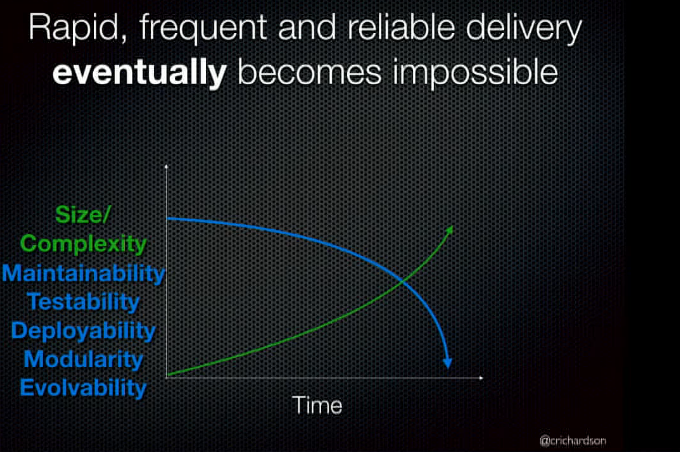 Rapid, frequent and reliable delivery
eventually becomes impossible
Size/
Complexity
Maintainability
Testability
Deployability
Modularity
Evolvability
Time
@crichardson